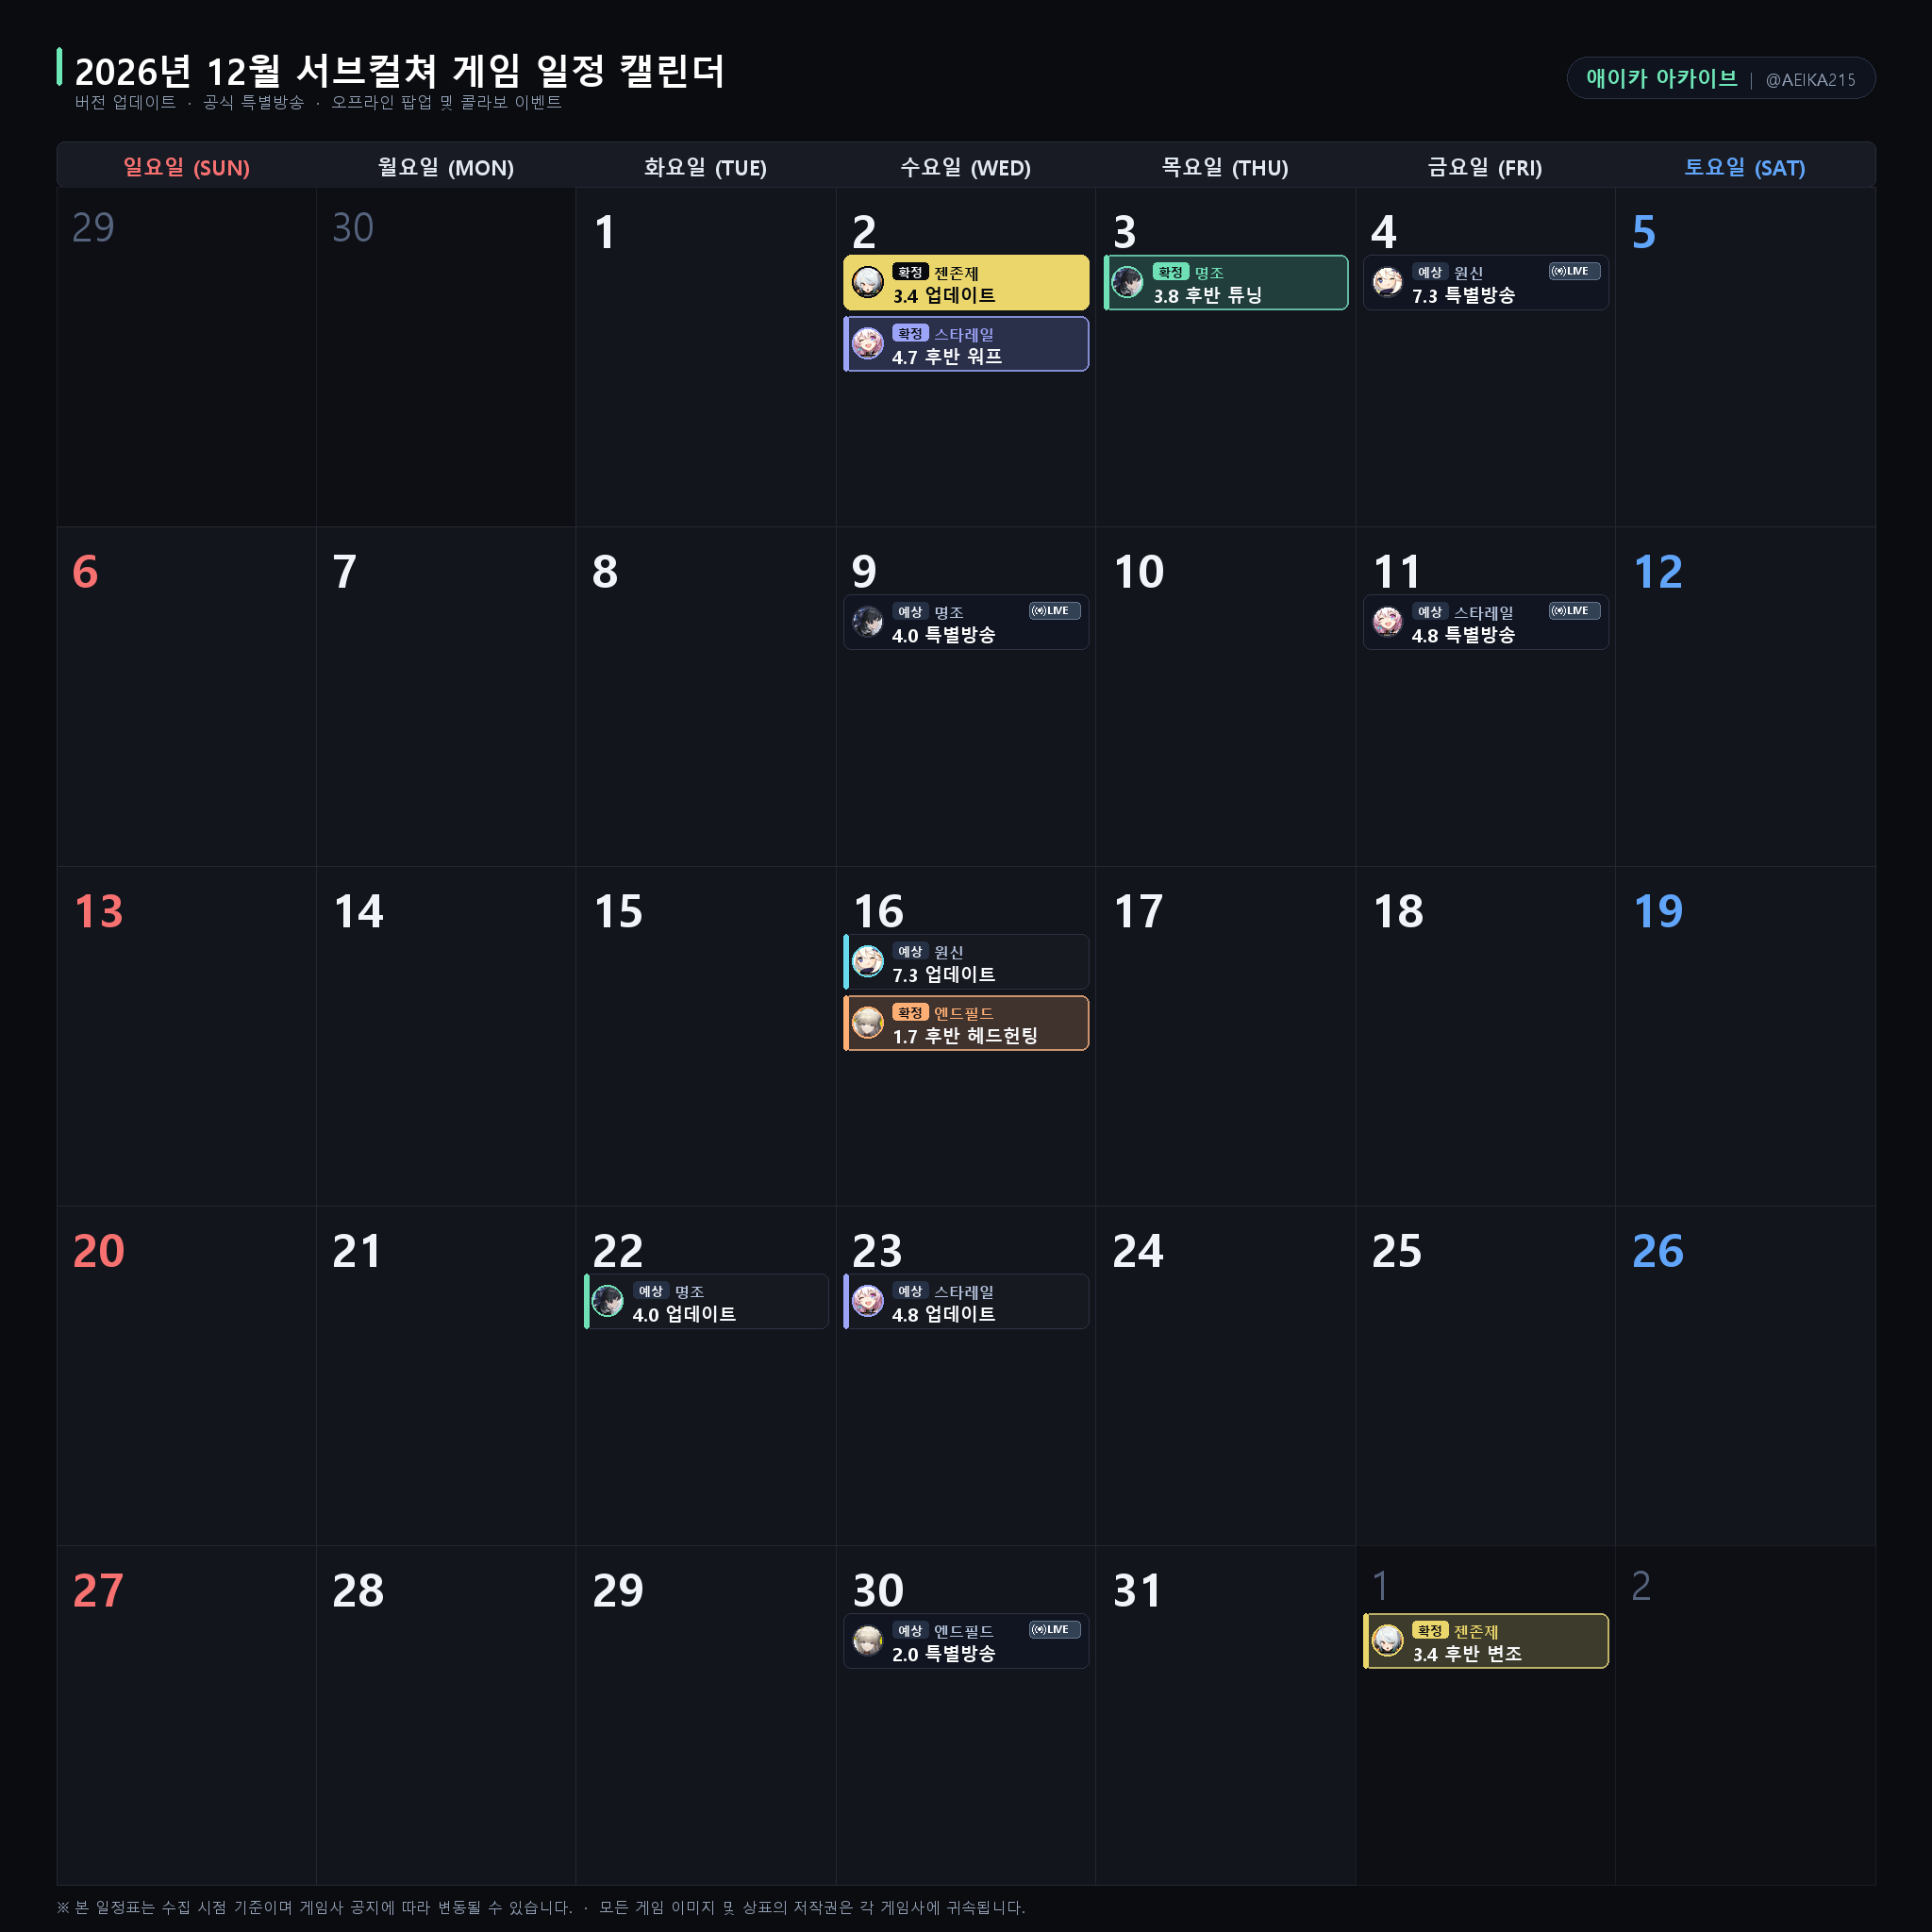 2026년 12월 서브컬쳐 게임 일정 캘린더
버전 업데이트 · 공식 특별방송 · 오프라인 팝업 및 콜라보 이벤트
애이카 아카이브 | @AEIKA215
일요일 (SUN) 월요일 (MON) 화요일 (TUE) 수요일 (WED) 목요일 (THU) 금요일 (FRI) 토요일 (SAT)
29
30
1
2
확정 젠존제
3.4 업데이트
확정 스타레일
4.7 후반 워프
3
확정 명조
3.8 후반 튜닝
4
예상 원신 LIVE
7.3 특별방송
5
6
7
8
9
예상 명조 LIVE
4.0 특별방송
10
11
예상 스타레일 LIVE
4.8 특별방송
12
13
14
15
16
예상 원신
7.3 업데이트
확정 엔드필드
1.7 후반 헤드헌팅
17
18
19
20
21
22
예상 명조
4.0 업데이트
23
예상 스타레일
4.8 업데이트
24
25
26
27
28
29
30
예상 엔드필드 LIVE
2.0 특별방송
31
1
확정 젠존제
3.4 후반 변조
2
※ 본 일정표는 수집 시점 기준이며 게임사 공지에 따라 변동될 수 있습니다. · 모든 게임 이미지 및 상표의 저작권은 각 게임사에 귀속됩니다.